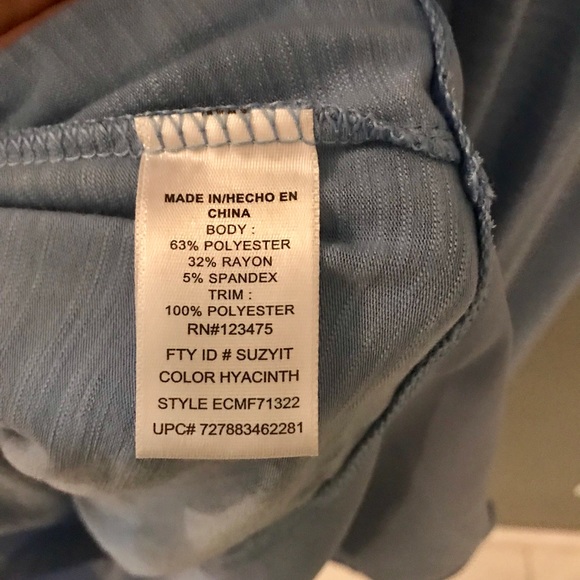 MADE IN/HECHO EN
CHINA
BODY :
63% POLYESTER
32% RAYON
5% SPANDEX
TRIM :
100% POLYESTER
RN#123475
FTY ID # SUZYIT
COLOR HYACINTH
STYLE ECMF71322
UPC# 727883462281